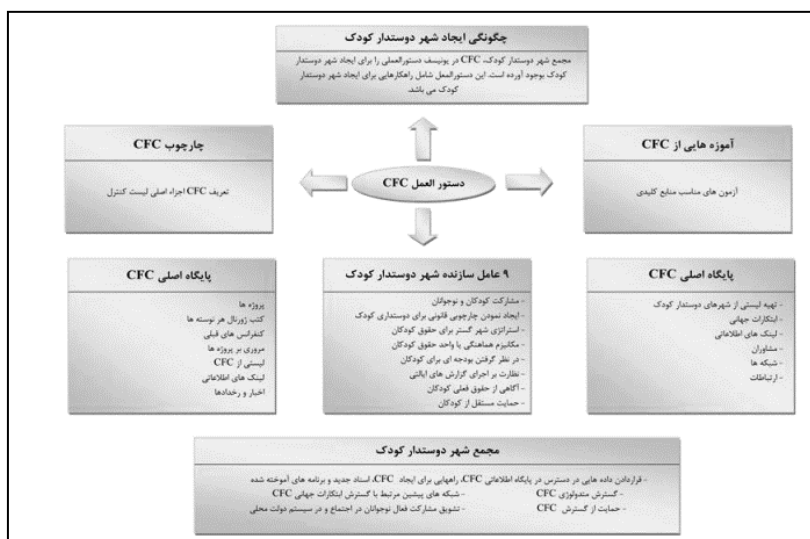 چگونگی ایجاد شهر دوستدار کودک
مجمع شهر دوستدار کودک، CFC در یونیسف دستورالعملی را برای ایجاد شهر دوستدار
کودک بوجود آورده است. این دستورالعمل شامل راهکارهایی برای ایجاد شهر دوستدار
کودک می باشد.
آموزه هایی از CFC
آزمون های مناسب منابع کلیدی
دستور العمل CFC
چارچوب CFC
تعریف CFC اجزاء اصلی لیست کنترل
پایگاه اصلی CFC
- تهیه لیستی از شهرهای دوستدار کودک
- ابتکارات جهانی
- لینک های اطلاعاتی
- مشاوران
- شبکه ها
- ارتباطات
۹ عامل سازنده شهر دوستدار کودک
- مشارکت کودکان و نوجوانان
- ایجاد نمودن چارچوبی قانونی برای دوستداری کودک
- استراتژی شهر گستر برای حقوق کودکان
- مکانیزم هماهنگی یا واحد حقوق کودکان
- در نظر گرفتن بودجه ای برای کودکان
- نظارت بر اجرای گزارش های ایالتی
- آگاهی از حقوق فعلی کودکان
- حمایت مستقل از کودکان
پایگاه اصلی CFC
پروژه ها
کتب ژورنال هر نوسته ها
کنفرانس های قبلی
مروری بر پروژه ها
لیستی از CFC
لینک های اطلاعاتی
اخبار و رخدادها
مجمع شهر دوستدار کودک
- قراردادن داده هایی در دسترس در پایگاه اطلاعاتی CFC، راههایی برای ایجاد CFC، اسناد جدید و برنامه های آموخته شده
- گسترش متدولوژی CFC - شبکه های پیشین مرتبط با گسترش ابتکارات جهانی CFC
- حمایت از گسترش CFC - تشویق مشارکت فعال نوجوانان در اجتماع و در سیستم دولت محلی